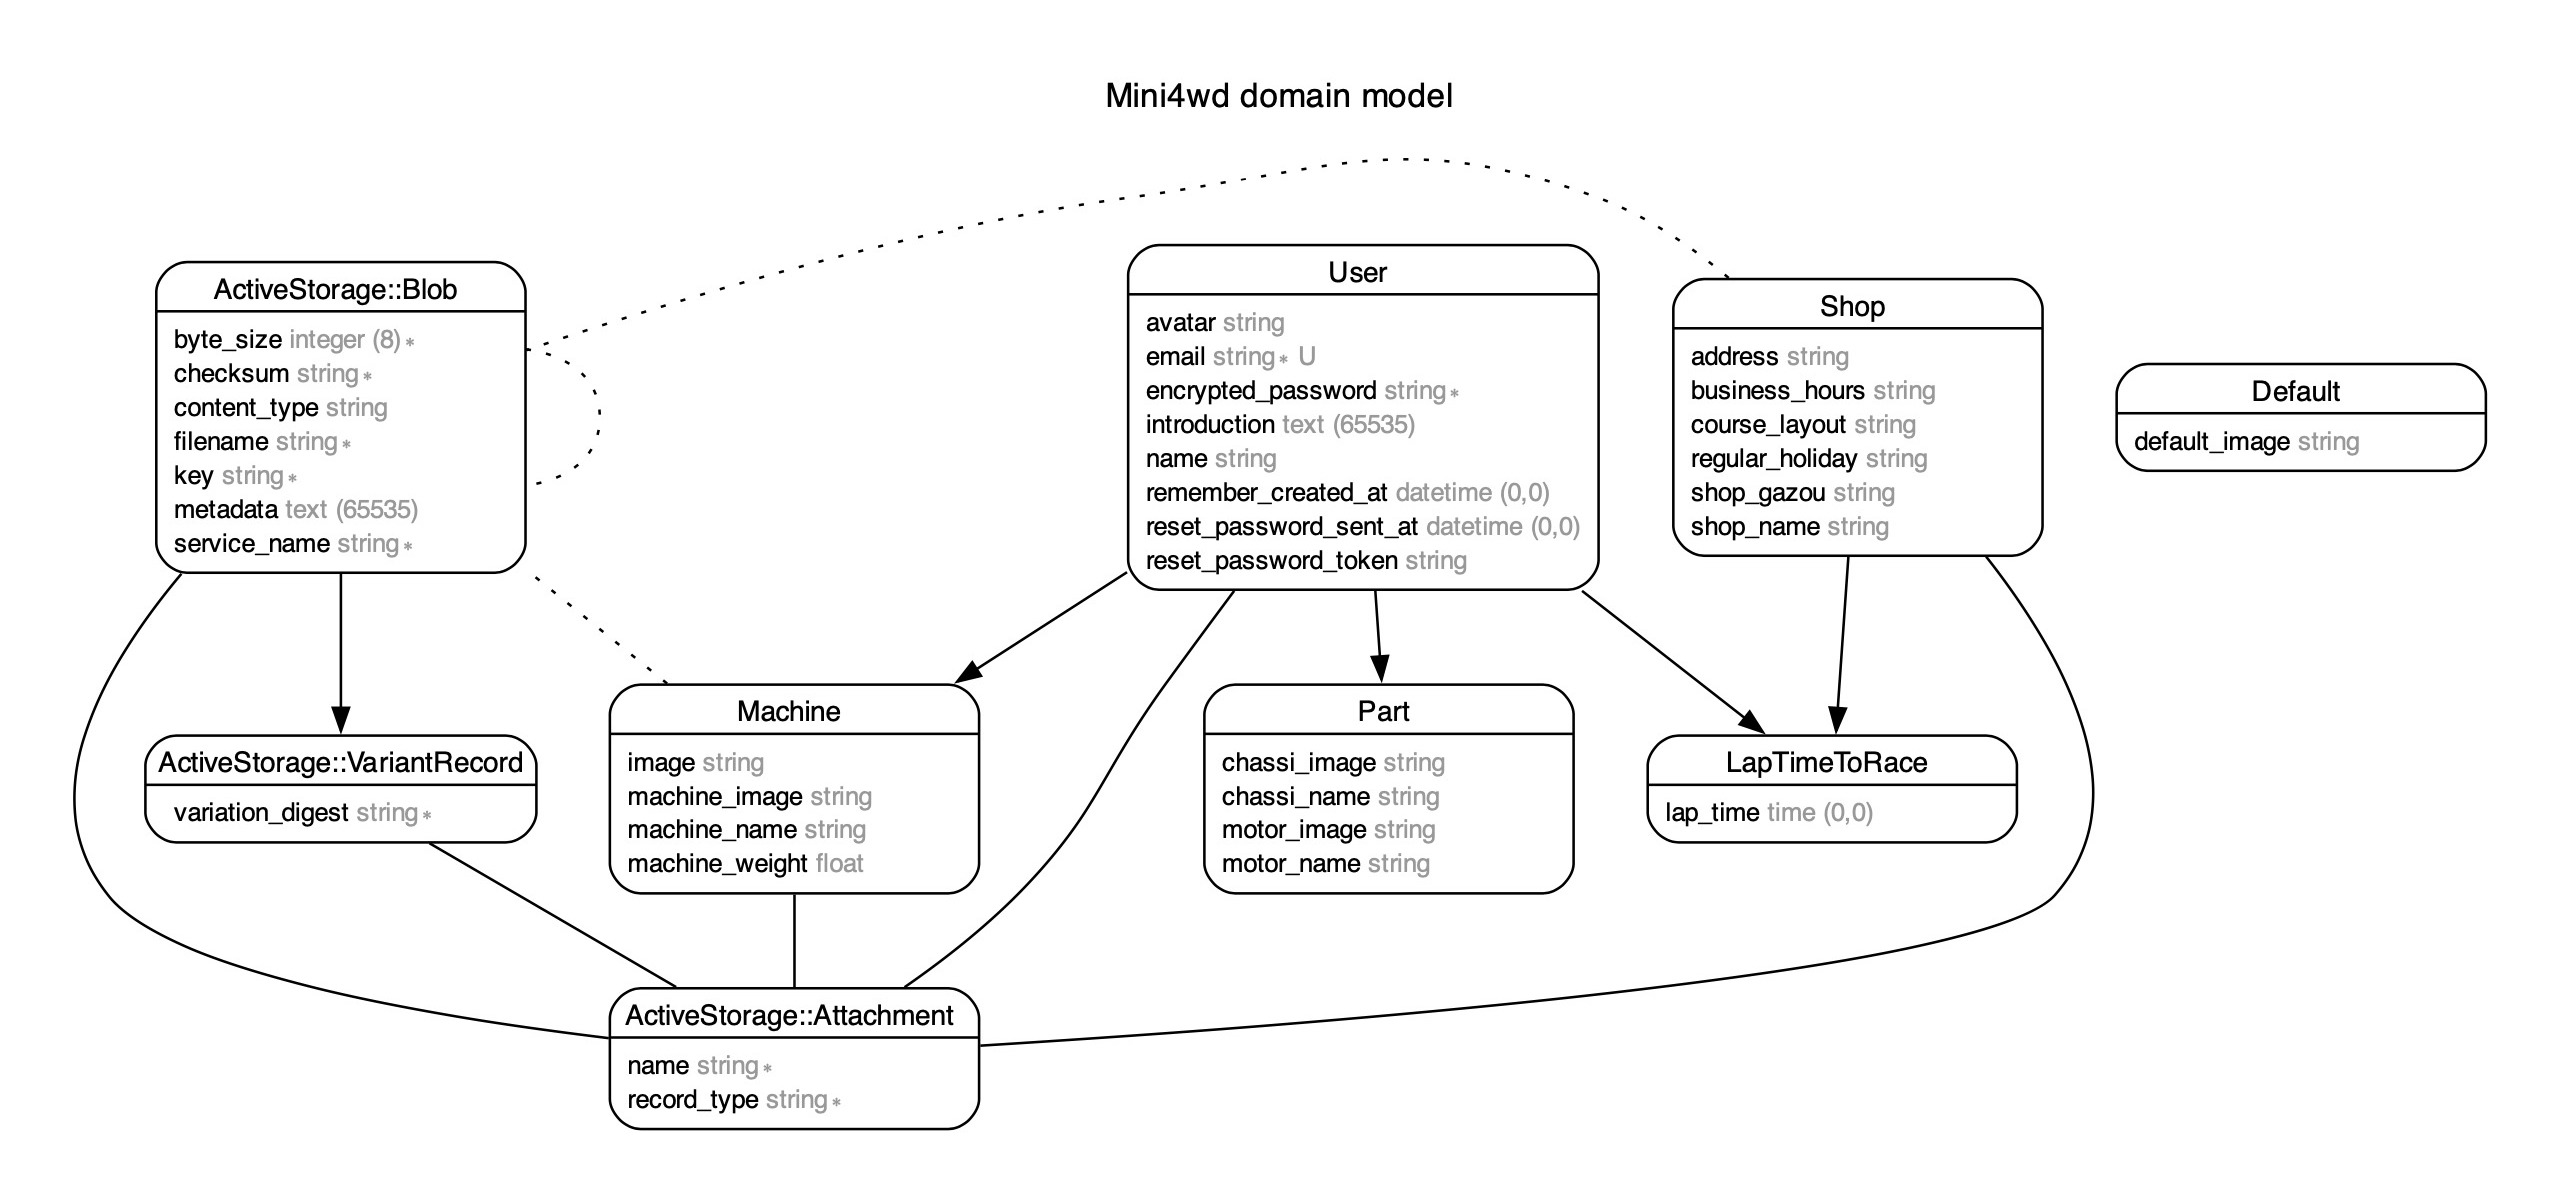 Mini4wd domain model
ActiveStorage::Blob
byte_size integer (8) *
checksum string *
content_type string
filename string *
key string *
metadata text (65535)
service_name string *
User
avatar string
email string * U
encrypted_password string *
introduction text (65535)
name string
remember_created_at datetime (0,0)
reset_password_sent_at datetime (0,0)
reset_password_token string
Shop
address string
business_hours string
course_layout string
regular_holiday string
shop_gazou string
shop_name string
Default
default_image string
ActiveStorage::VariantRecord
variation_digest string *
Machine
image string
machine_image string
machine_name string
machine_weight float
Part
chassi_image string
chassi_name string
motor_image string
motor_name string
LapTimeToRace
lap_time time (0,0)
ActiveStorage::Attachment
name string *
record_type string *